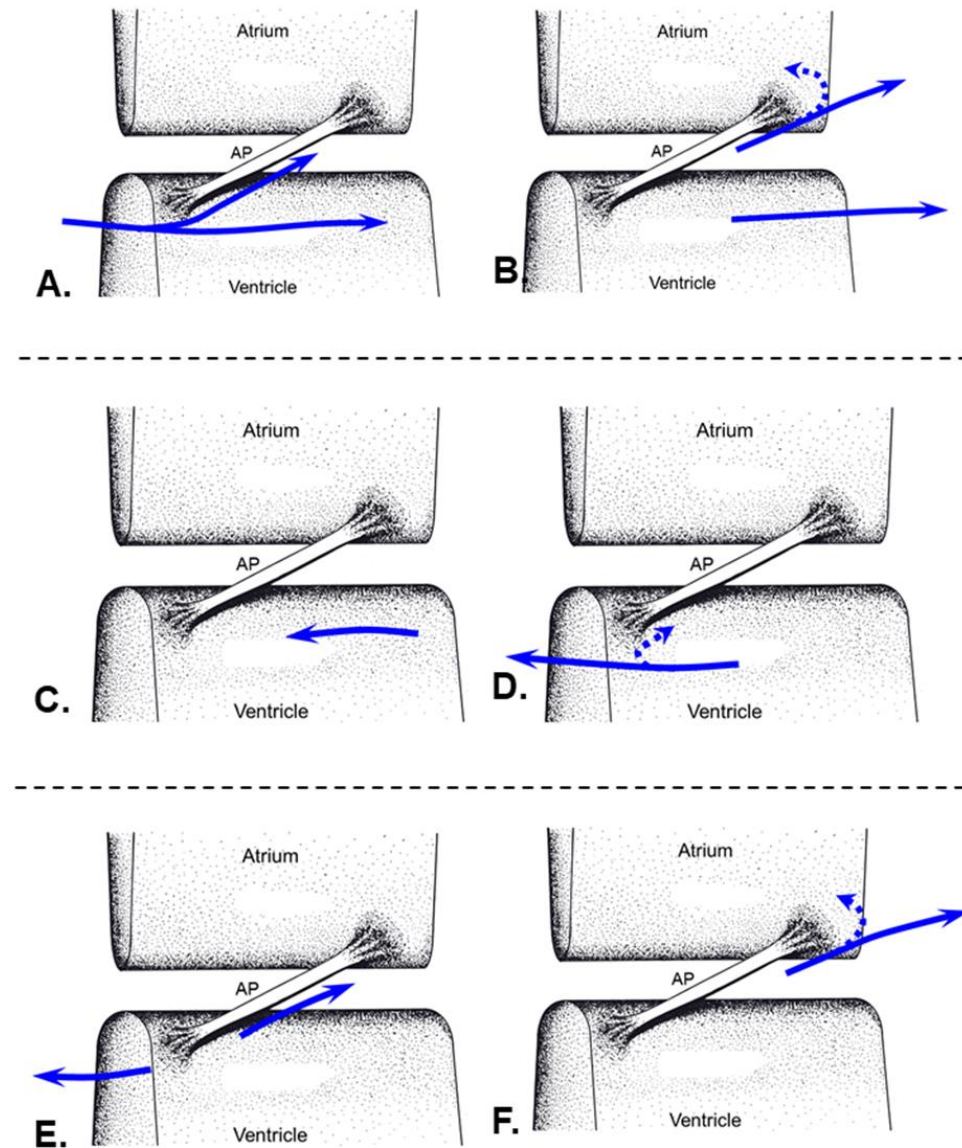 Atrium
AP
Ventricle
A.
Atrium
AP
Ventricle
B.
Atrium
AP
Ventricle
C.
Atrium
AP
Ventricle
D.
Atrium
AP
Ventricle
E.
Atrium
AP
Ventricle
F.